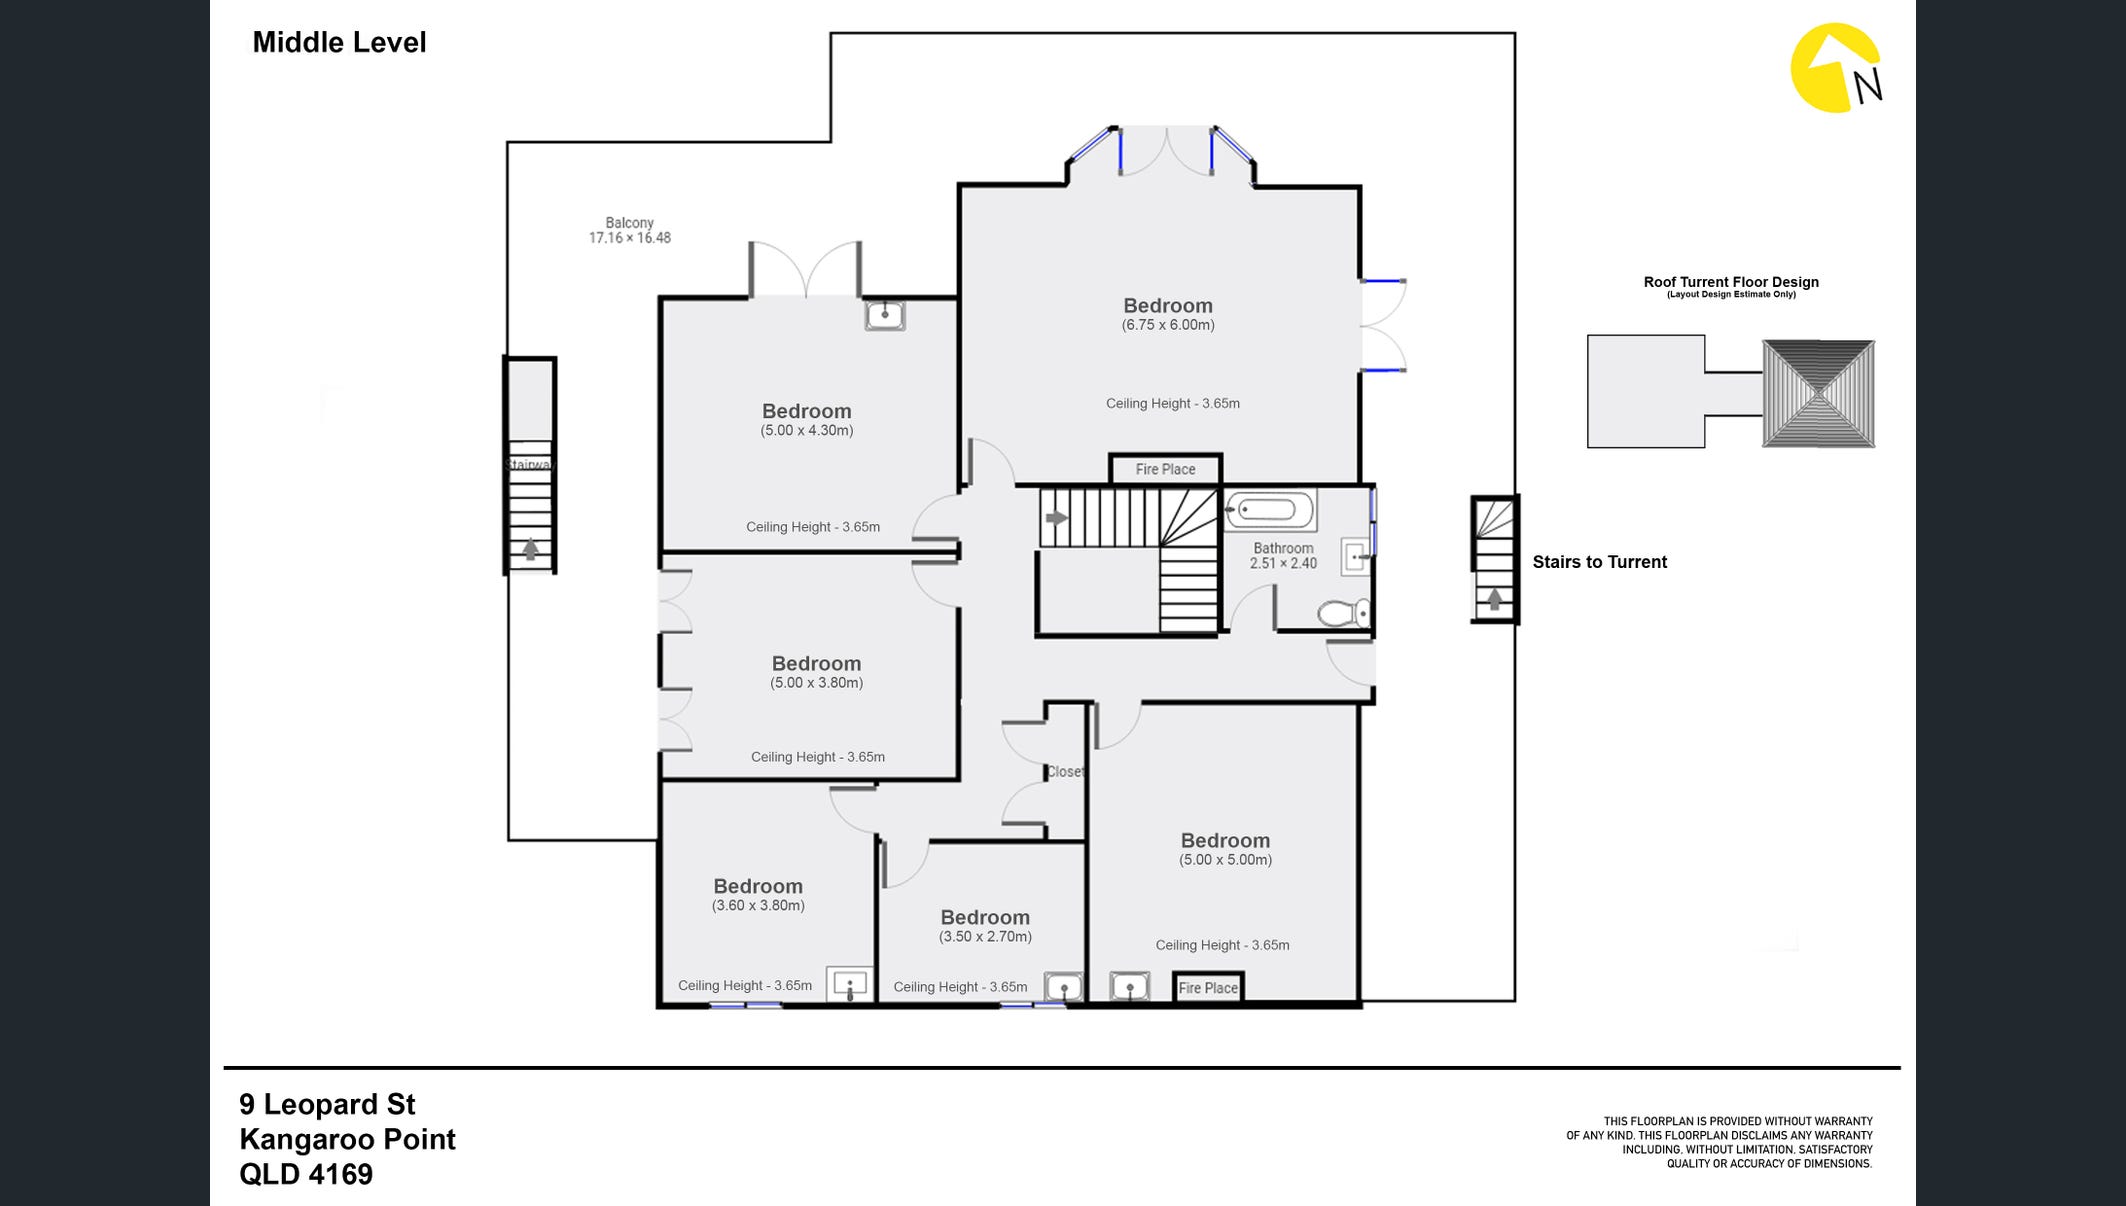 Middle Level
N
Balcony
17.16 × 16.48
Bedroom
(6.75 x 6.00m)
Ceiling Height - 3.65m
Fire Place
Roof Turrent Floor Design
(Layout Design Estimate Only)
Bedroom
(5.00 x 4.30m)
Ceiling Height - 3.65m
Stairway
Bathroom
2.51 × 2.40
Stairs to Turrent
Bedroom
(5.00 x 3.80m)
Ceiling Height - 3.65m
Closet
Bedroom
(5.00 x 5.00m)
Ceiling Height - 3.65m
Fire Place
Bedroom
(3.60 x 3.80m)
Ceiling Height - 3.65m
Bedroom
(3.50 x 2.70m)
Ceiling Height - 3.65m
9 Leopard St
Kangaroo Point
QLD 4169
THIS FLOORPLAN IS PROVIDED WITHOUT WARRANTY
OF ANY KIND. THIS FLOORPLAN DISCLAIMS ANY WARRANTY
INCLUDING, WITHOUT LIMITATION, SATISFACTORY
QUALITY OR ACCURACY OF DIMENSIONS.